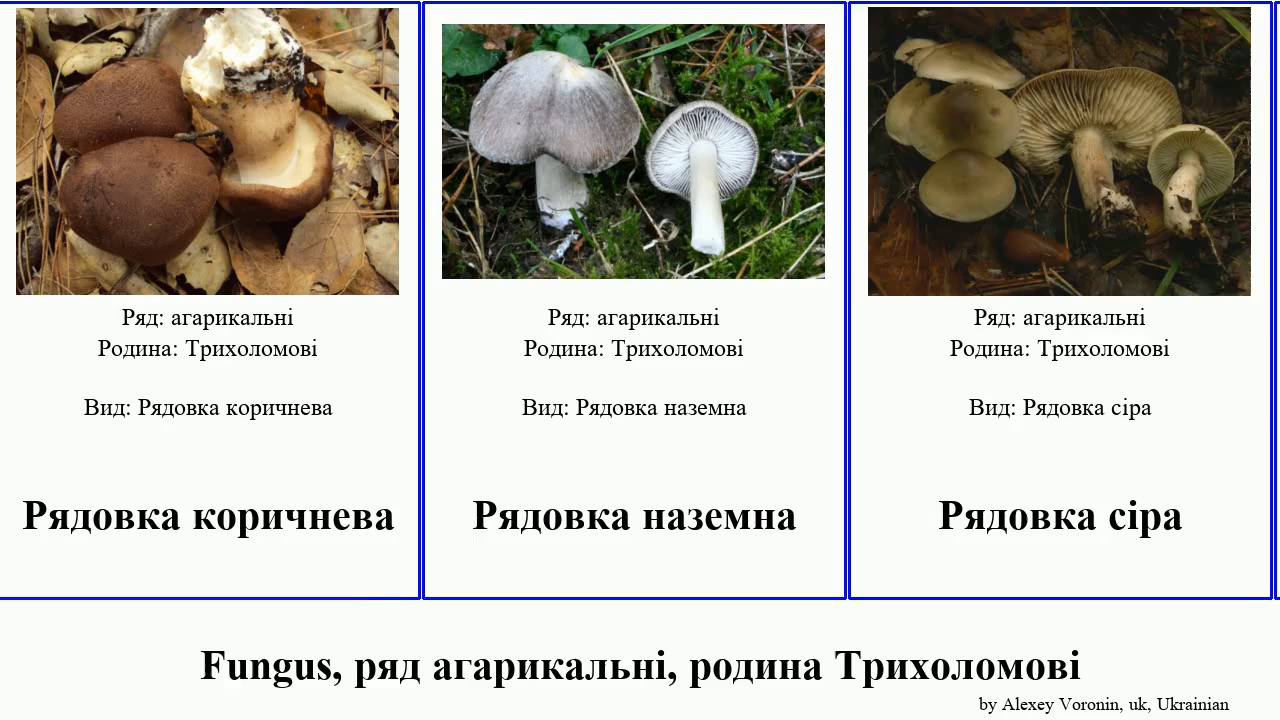 Ряд: агарикальні
Родина: Трихоломові
Вид: Рядовка коричнева
Рядовка коричнева
Ряд: агарикальні
Родина: Трихоломові
Вид: Рядовка наземна
Рядовка наземна
Ряд: агарикальні
Родина: Трихоломові
Вид: Рядовка сіра
Рядовка сіра
Fungus, ряд агарикальні, родина Трихоломові
by Alexey Voronin, uk, Ukrainian